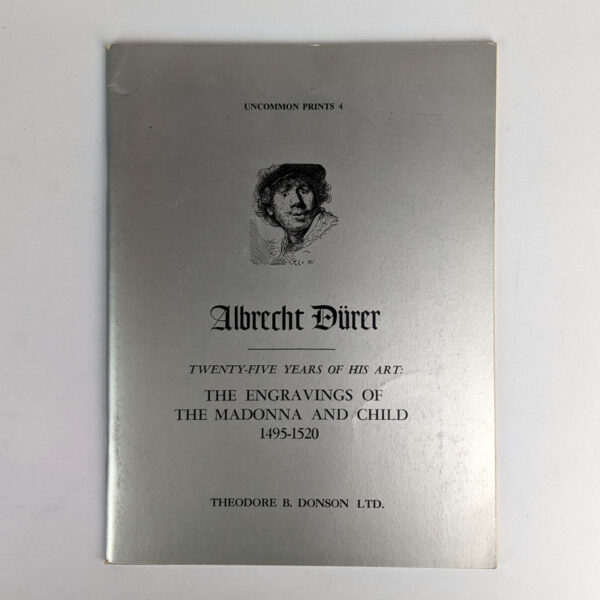 UNCOMMON PRINTS 4
Albrecht Dürer
TWENTY-FIVE YEARS OF HIS ART:
THE ENGRAVINGS OF
THE MADONNA AND CHILD
1495-1520
THEODORE B. DONSON LTD.